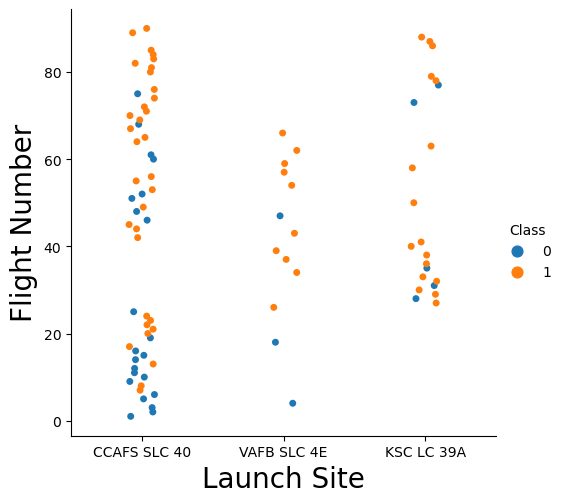 Flight Number
80
60
40
20
0
CCAFS SLC 40 VAFB SLC 4E KSC LC 39A
Launch Site
Class
0
1